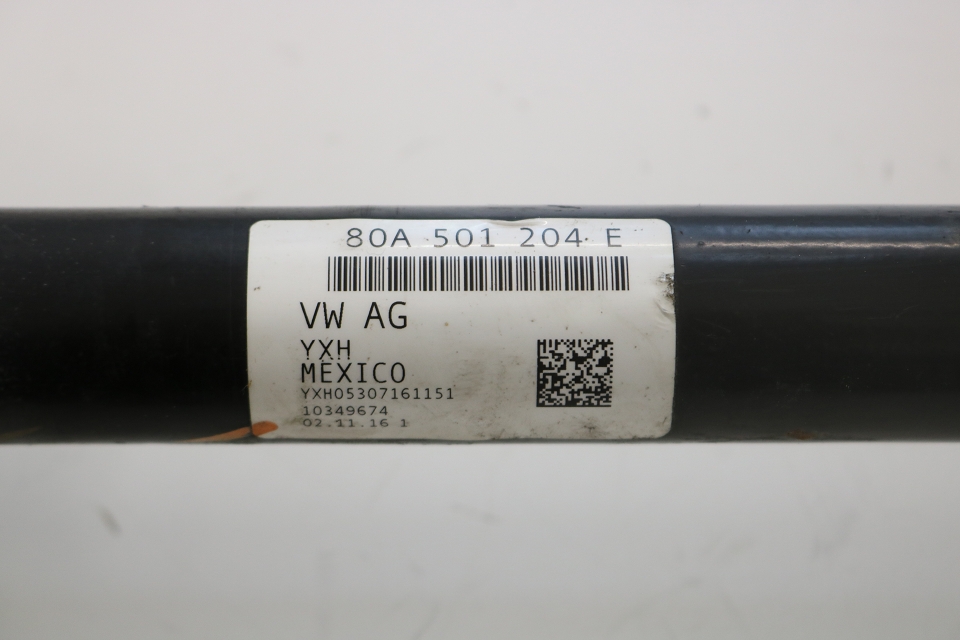 80A 501 204 E
VW AG
YXH
MEXICO
YXH05307161151
10349674
02.11.16 1